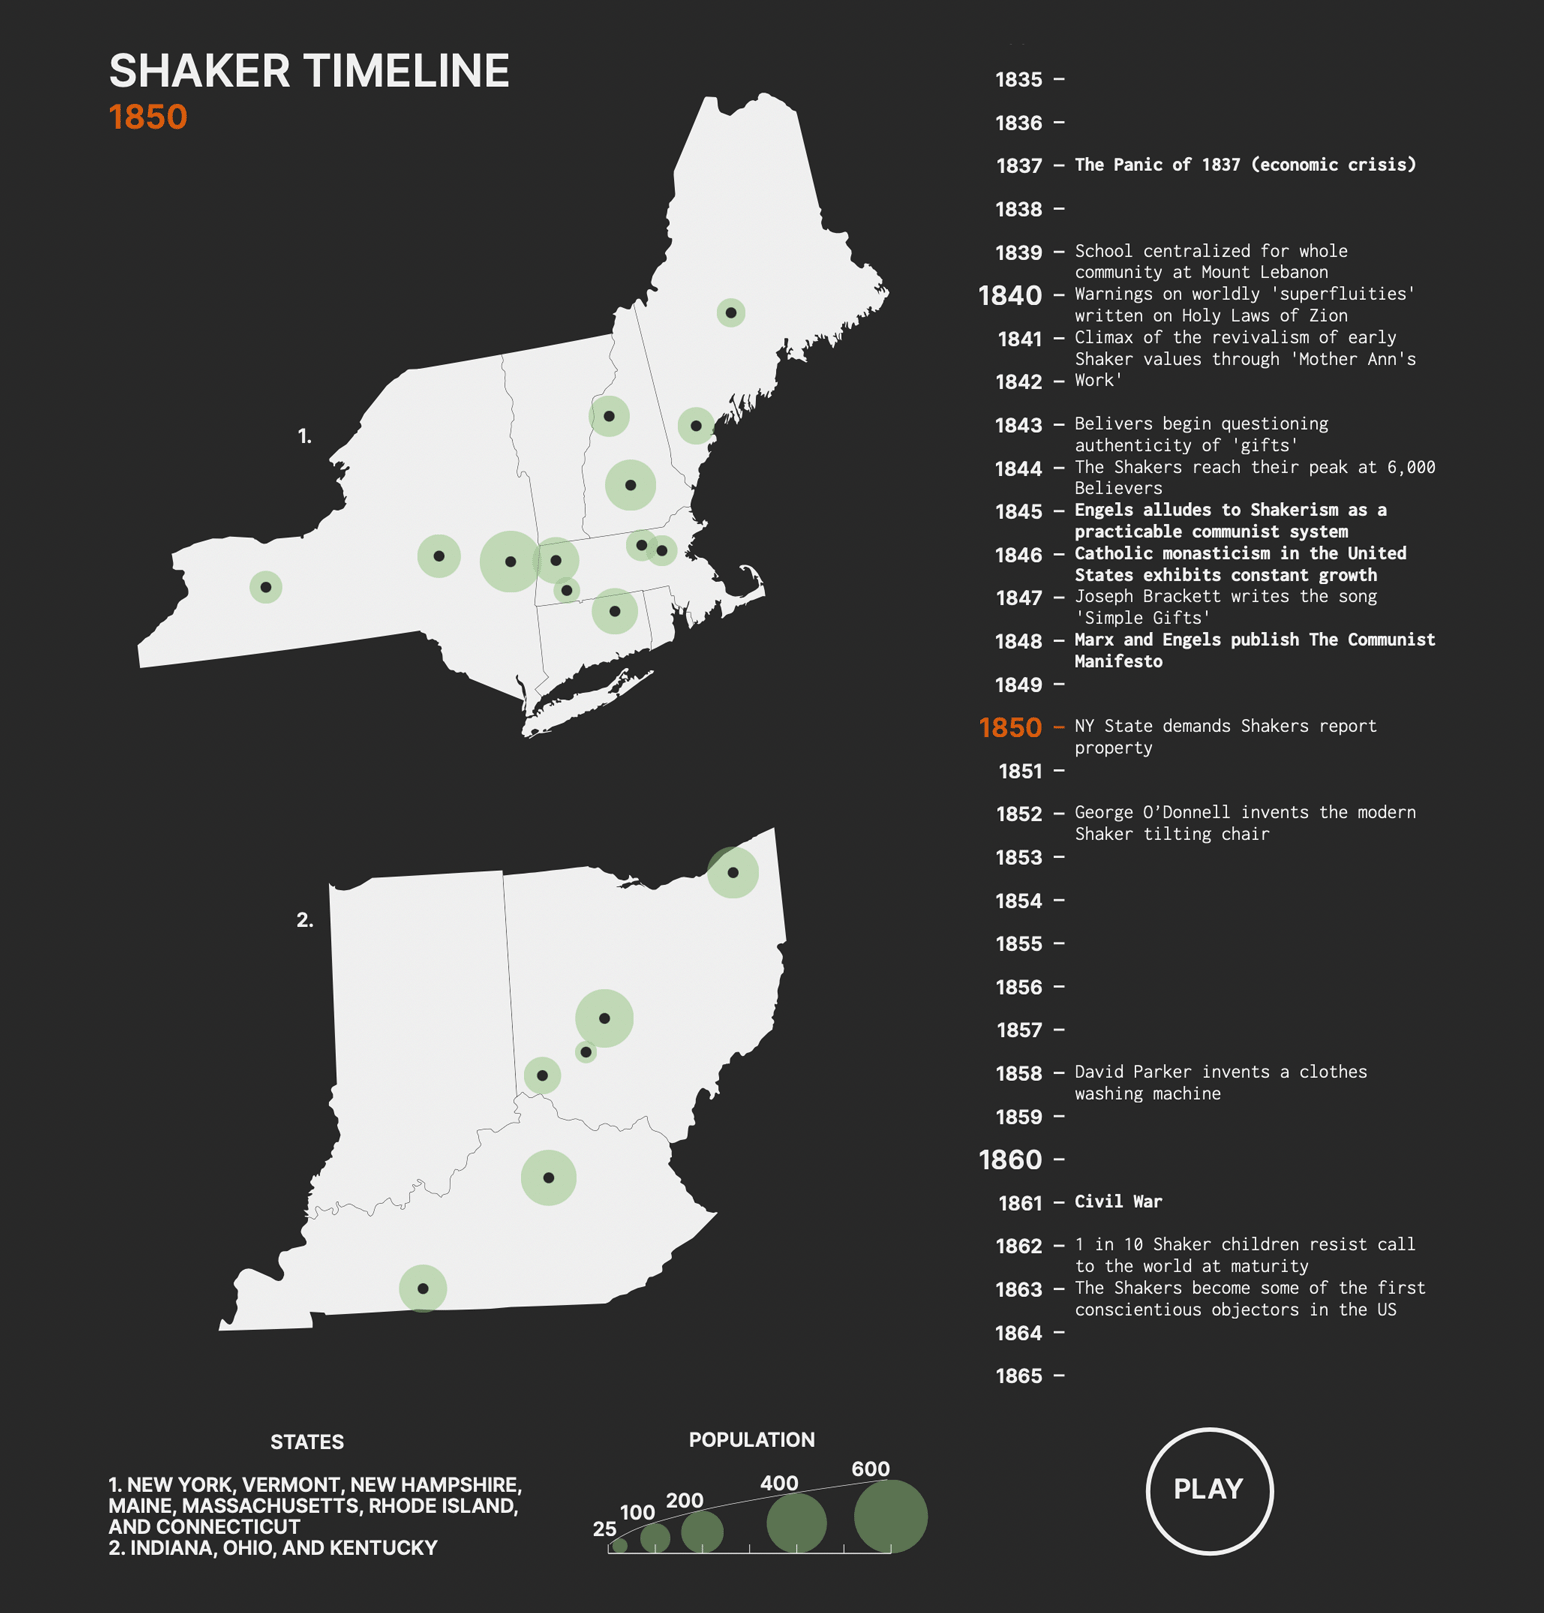 SHAKER TIMELINE
1850
1.
2.
1835
1836
1837 The Panic of 1837 (economic crisis)
1838
1839 School centralized for whole
community at Mount Lebanon
1840 Warnings on worldly 'superfluities'
written on Holy Laws of Zion
1841 Climax of the revivalism of early
Shaker values through 'Mother Ann's
1842 Work'
1843 Belivers begin questioning
authenticity of 'gifts'
1844 The Shakers reach their peak at 6,000
Believers
1845 Engels alludes to Shakerism as a
practicable communist system
1846 Catholic monasticism in the United
States exhibits constant growth
1847 Joseph Brackett writes the song
'Simple Gifts'
1848 Marx and Engels publish The Communist
Manifesto
1849
1850 NY State demands Shakers report
property
1851
1852 George O’Donnell invents the modern
Shaker tilting chair
1853
1854
1855
1856
1857
1858 David Parker invents a clothes
washing machine
1859
1860
1861 Civil War
1862 1 in 10 Shaker children resist call
to the world at maturity
1863 The Shakers become some of the first
conscientious objectors in the US
1864
1865
STATES
1. NEW YORK, VERMONT, NEW HAMPSHIRE,
MAINE, MASSACHUSETTS, RHODE ISLAND,
AND CONNECTICUT
2. INDIANA, OHIO, AND KENTUCKY
POPULATION
25 100 200 400 600
PLAY